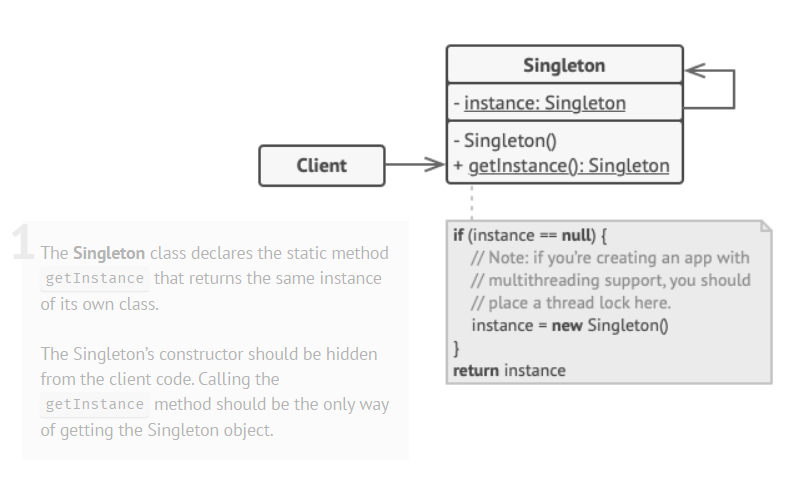 Singleton
- instance: Singleton
- Singleton()
+ getInstance(): Singleton
Client
1
The Singleton class declares the static method
getInstance that returns the same instance
of its own class.
The Singleton’s constructor should be hidden
from the client code. Calling the
getInstance method should be the only way
of getting the Singleton object.
if (instance == null) {
// Note: if you’re creating an app with
// multithreading support, you should
// place a thread lock here.
instance = new Singleton()
}
return instance